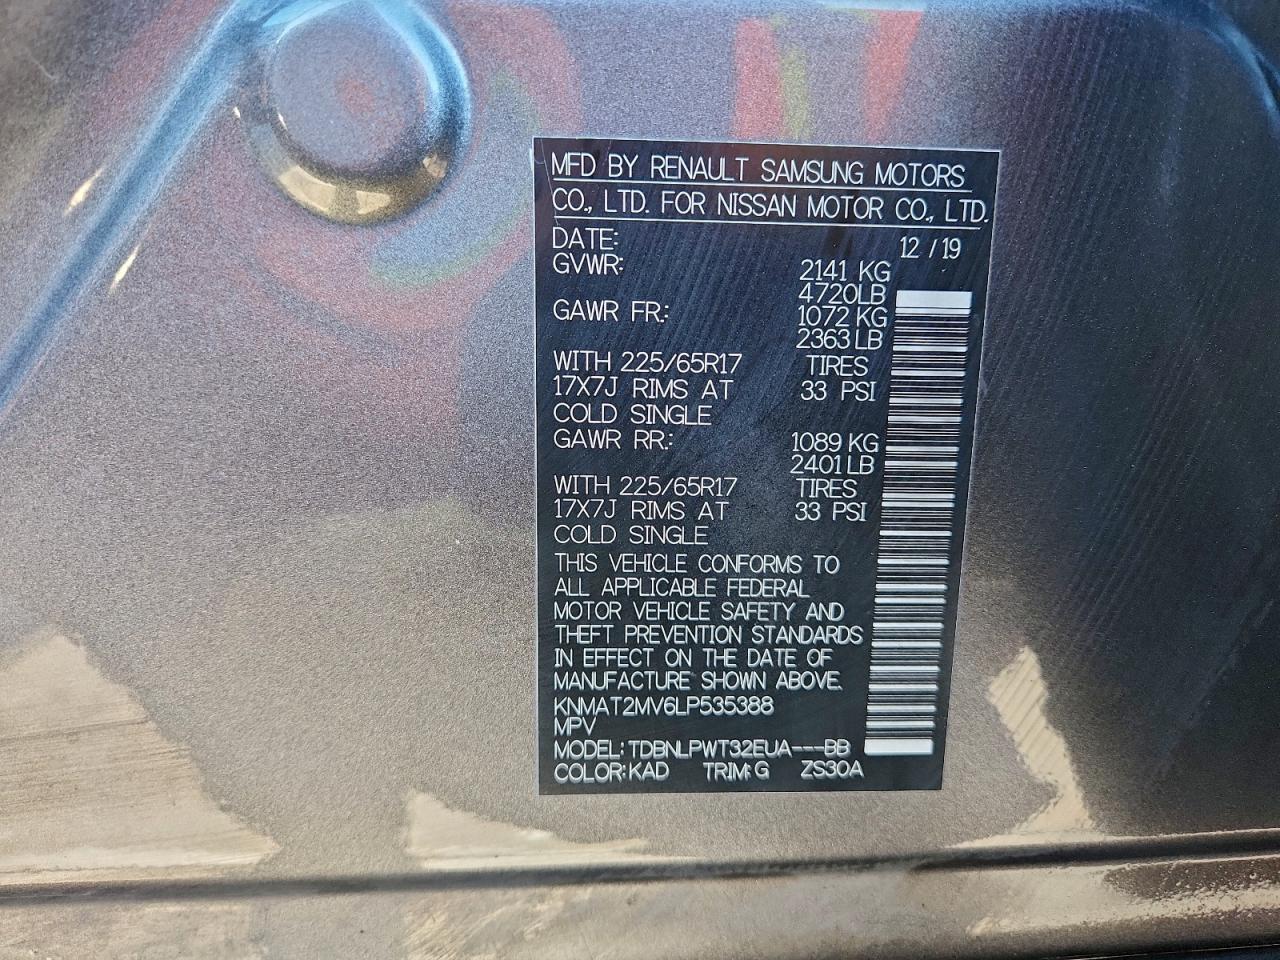 MFD BY RENAULT SAMSUNG MOTORS
CO., LTD. FOR NISSAN MOTOR CO., LTD.
DATE: 12 / 19
GVWR: 2141 KG
4720LB
GAWR FR.: 1072 KG
2363 LB
WITH 225/65R17 TIRES
17X7J RIMS AT 33 PSI
COLD SINGLE
GAWR RR.: 1089 KG
2401 LB
WITH 225/65R17 TIRES
17X7J RIMS AT 33 PSI
COLD SINGLE
THIS VEHICLE CONFORMS TO
ALL APPLICABLE FEDERAL
MOTOR VEHICLE SAFETY AND
THEFT PREVENTION STANDARDS
IN EFFECT ON THE DATE OF
MANUFACTURE SHOWN ABOVE.
KNMAT2MV6LP535388
MPV
MODEL: TDBNLPWT32EUA---BB
COLOR: KAD TRIM: G ZS30A